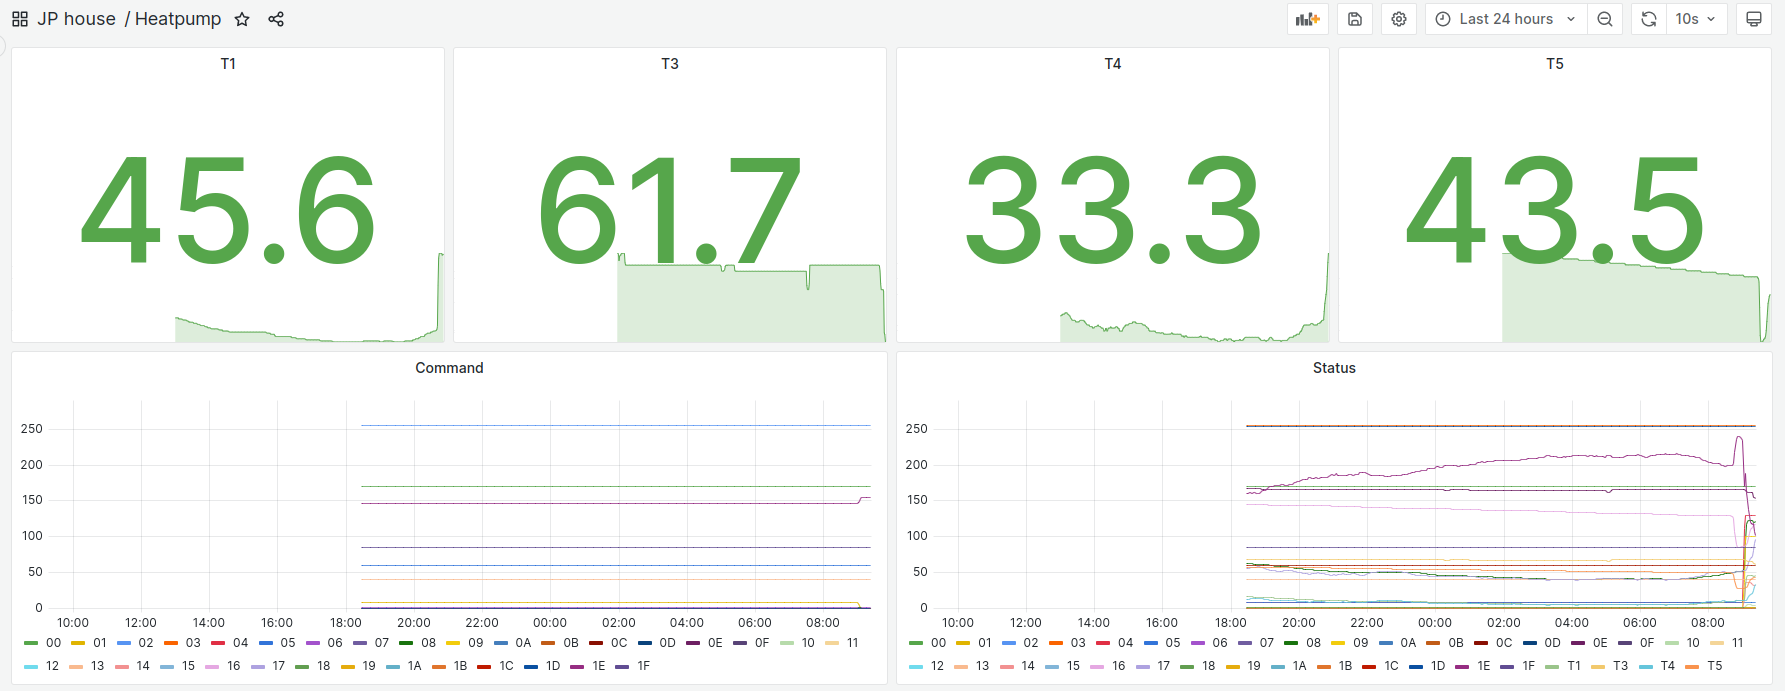 JP house / Heatpump Last 24 hours 10s
T1 T3 T4 T5
45.6 61.7 33.3 43.5
Command
250
200
150
100
50
0
10:00 12:00 14:00 16:00 18:00 20:00 22:00 00:00 02:00 04:00 06:00 08:00
00 01 02 03 04 05 06 07 08 09 0A 0B 0C 0D 0E 0F 10 11
12 13 14 15 16 17 18 19 1A 1B 1C 1D 1E 1F
Status
250
200
150
100
50
0
10:00 12:00 14:00 16:00 18:00 20:00 22:00 00:00 02:00 04:00 06:00 08:00
00 01 02 03 04 05 06 07 08 09 0A 0B 0C 0D 0E 0F 10 11
12 13 14 15 16 17 18 19 1A 1B 1C 1D 1E 1F T1 T3 T4 T5